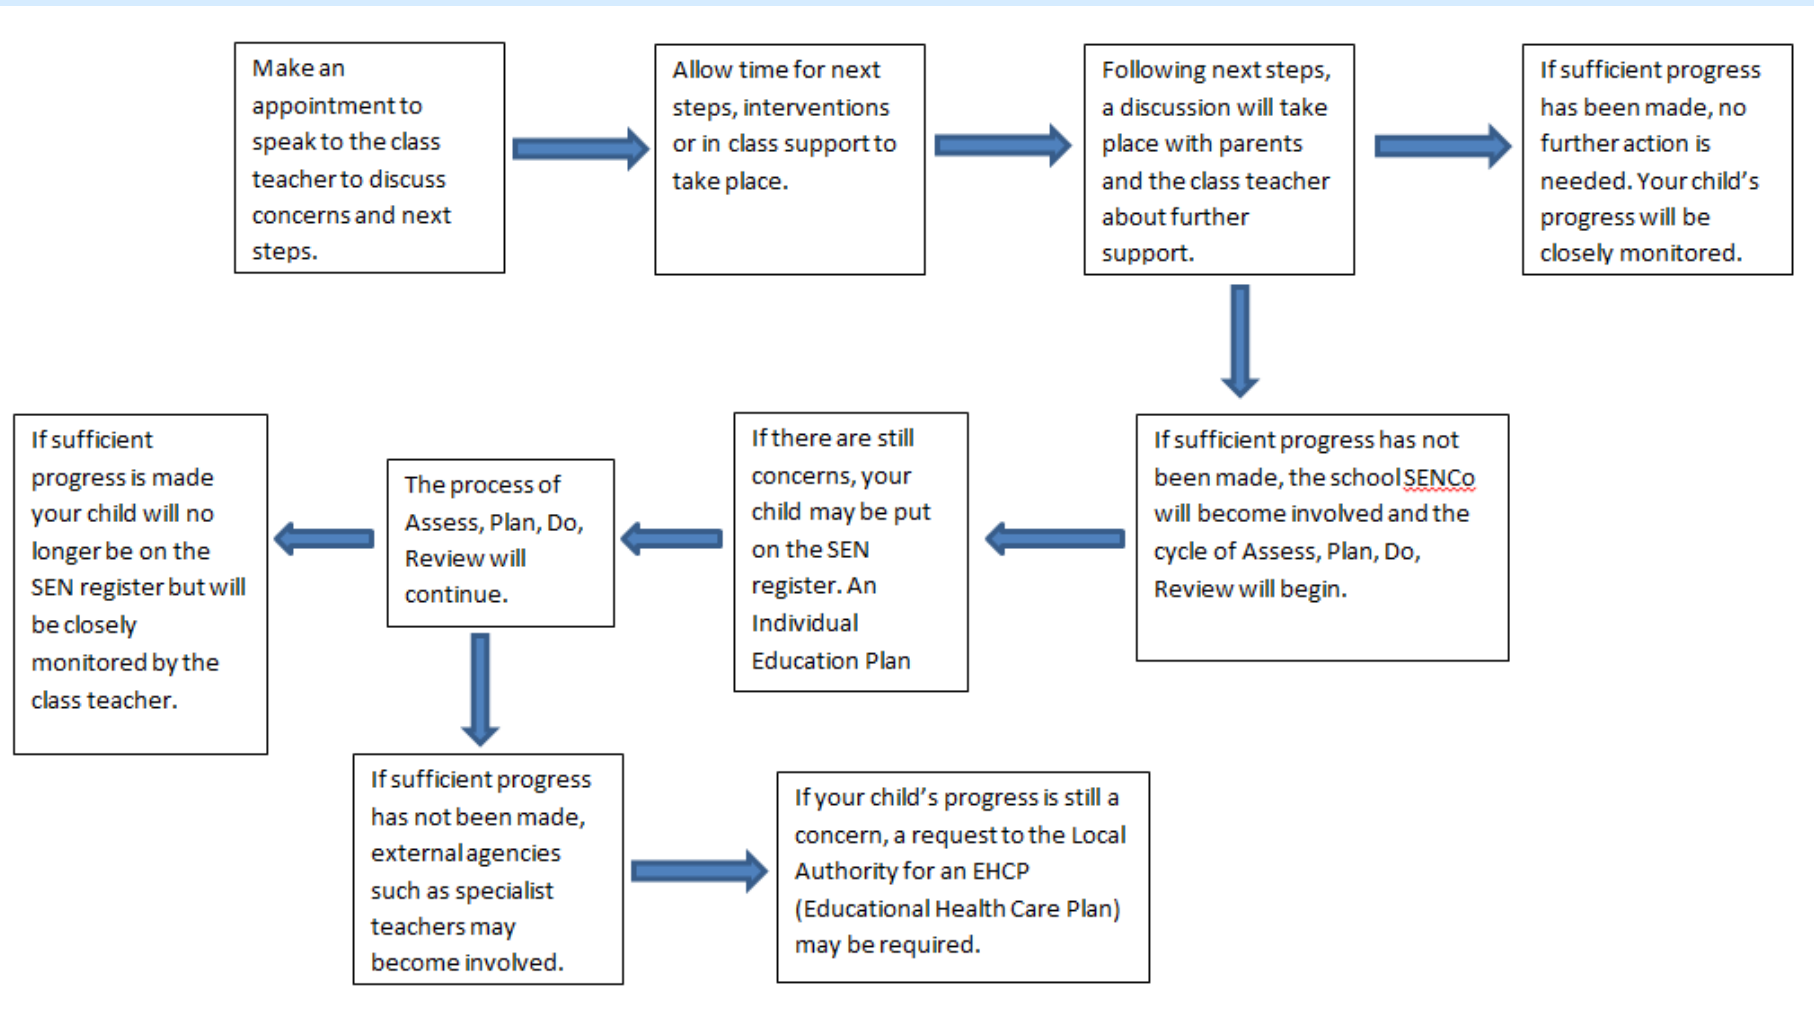 Make an
appointment to
speak to the class
teacher to discuss
concerns and next
steps.
Allow time for next
steps, interventions
or in class support to
take place.
Following next steps,
a discussion will take
place with parents
and the class teacher
about further
support.
If sufficient progress
has been made, no
further action is
needed. Your child’s
progress will be
closely monitored.
If sufficient progress has not
been made, the school SENCo
will become involved and the
cycle of Assess, Plan, Do,
Review will begin.
If there are still
concerns, your
child may be put
on the SEN
register. An
Individual
Education Plan
The process of
Assess, Plan, Do,
Review will
continue.
If sufficient
progress is made
your child will no
longer be on the
SEN register but will
be closely
monitored by the
class teacher.
If sufficient progress
has not been made,
external agencies
such as specialist
teachers may
become involved.
If your child’s progress is still a
concern, a request to the Local
Authority for an EHCP
(Educational Health Care Plan)
may be required.